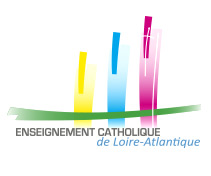 ENSEIGNEMENT CATHOLIQUE
de Loire-Atlantique